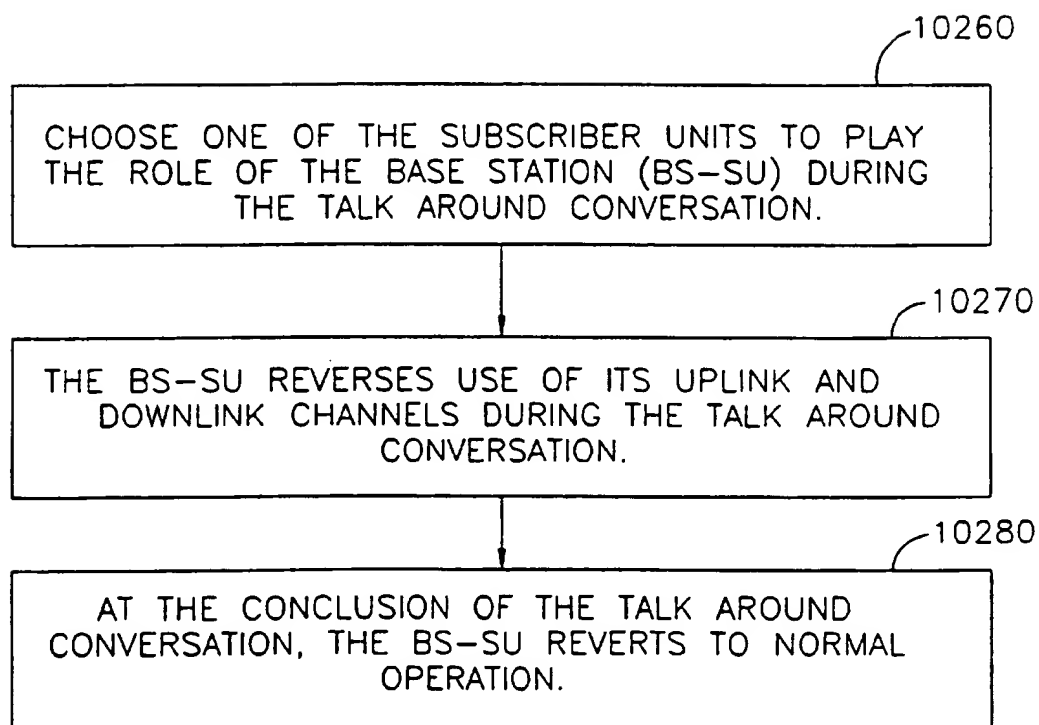 10260
CHOOSE ONE OF THE SUBSCRIBER UNITS TO PLAY
THE ROLE OF THE BASE STATION (BS-SU) DURING
THE TALK AROUND CONVERSATION.
10270
THE BS-SU REVERSES USE OF ITS UPLINK AND
DOWNLINK CHANNELS DURING THE TALK AROUND
CONVERSATION.
10280
AT THE CONCLUSION OF THE TALK AROUND
CONVERSATION, THE BS-SU REVERTS TO NORMAL
OPERATION.